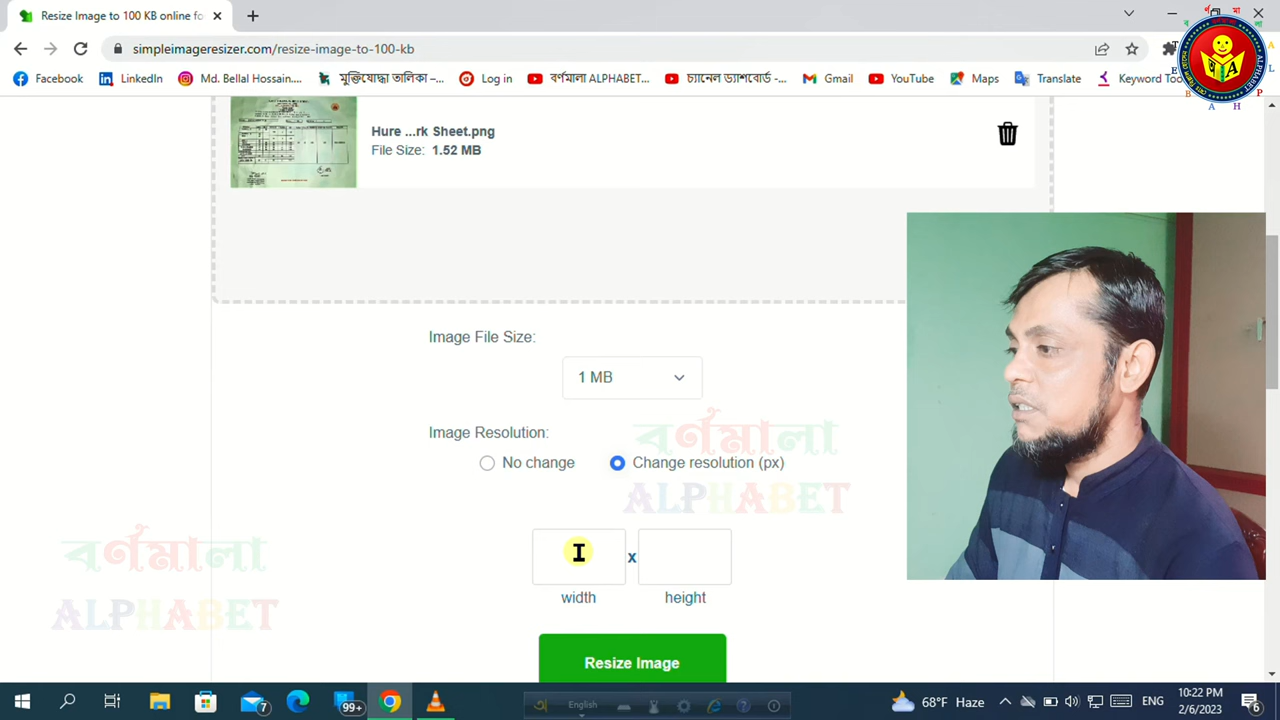 Resize Image to 100 KB online fo
simpleimageresizer.com/resize-image-to-100-kb
Facebook
LinkedIn
Md. Bellal Hossain....
মুক্তিযোদ্ধা তালিকা –...
Log in
বর্ণমালা ALPHABET...
চ্যানেল ড্যাশবোর্ড -...
Gmail
YouTube
Maps
Translate
Keyword Too
Hure ...rk Sheet.png
File Size: 1.52 MB
Image File Size:
1 MB
Image Resolution:
No change
Change resolution (px)
বর্ণমালা
ALPHABET
বর্ণমালা
ALPHABET
x
width
height
Resize Image
7
99+
English
68°F Haze
ENG
10:22 PM
2/6/2023
6